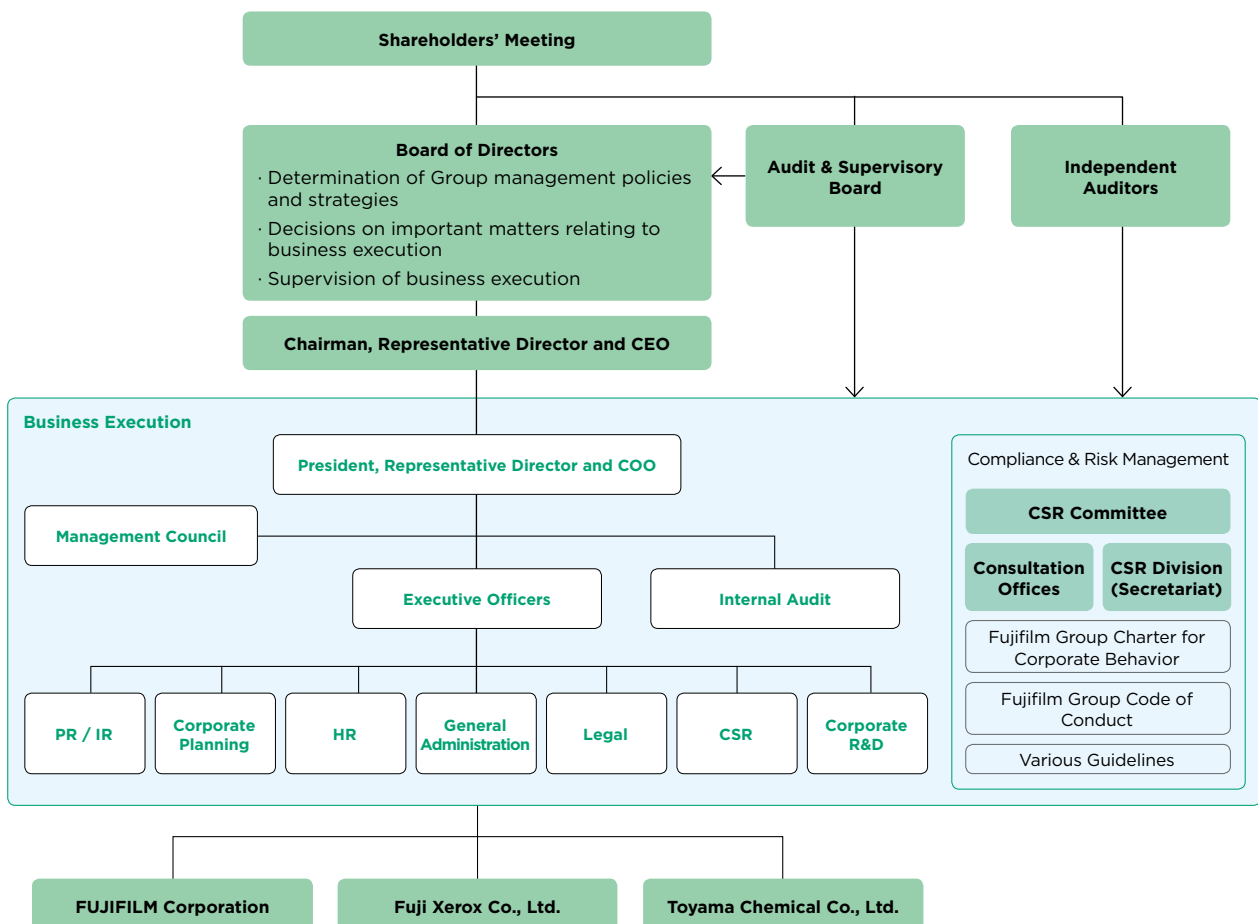 Shareholders' Meeting
Board of Directors
· Determination of Group management policies
and strategies
· Decisions on important matters relating to
business execution
· Supervision of business execution
Audit & Supervisory
Board
Independent
Auditors
Chairman, Representative Director and CEO
Business Execution
President, Representative Director and COO
Management Council
Executive Officers
Internal Audit
PR / IR
Corporate
Planning
HR
General
Administration
Legal
CSR
Corporate
R&D
Compliance & Risk Management
CSR Committee
Consultation
Offices
CSR Division
(Secretariat)
Fujifilm Group Charter for
Corporate Behavior
Fujifilm Group Code of
Conduct
Various Guidelines
FUJIFILM Corporation
Fuji Xerox Co., Ltd.
Toyama Chemical Co., Ltd.